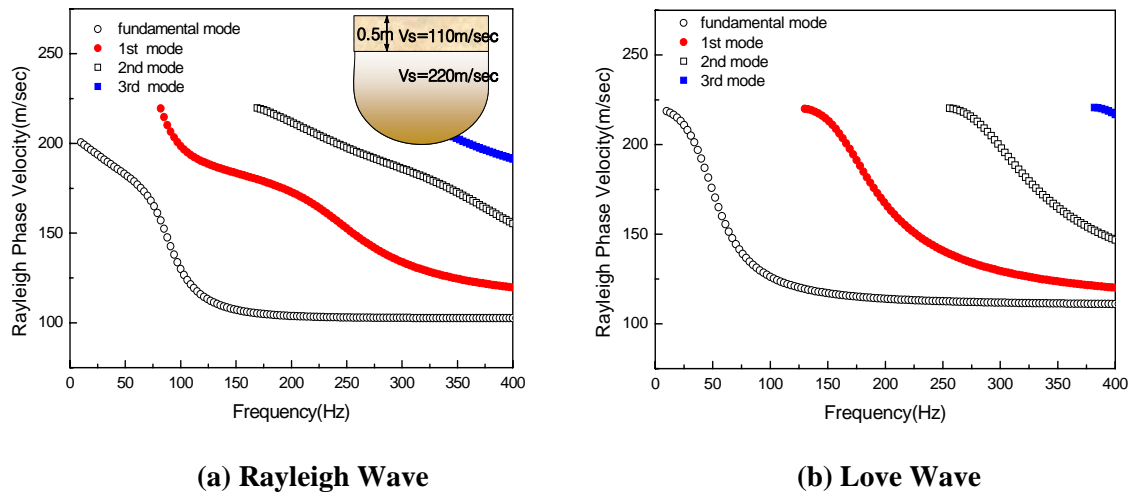 fundamental mode
1st mode
2nd mode
3rd mode
0.5m
Vs=110m/sec
Vs=220m/sec
Rayleigh Phase Velocity(m/sec)
250
200
150
100
0 50 100 150 200 250 300 350 400
Frequency(Hz)
(a) Rayleigh Wave
fundamental mode
1st mode
2nd mode
3rd mode
Rayleigh Phase Velocity(m/sec)
250
200
150
100
0 50 100 150 200 250 300 350 400
Frequency(Hz)
(b) Love Wave